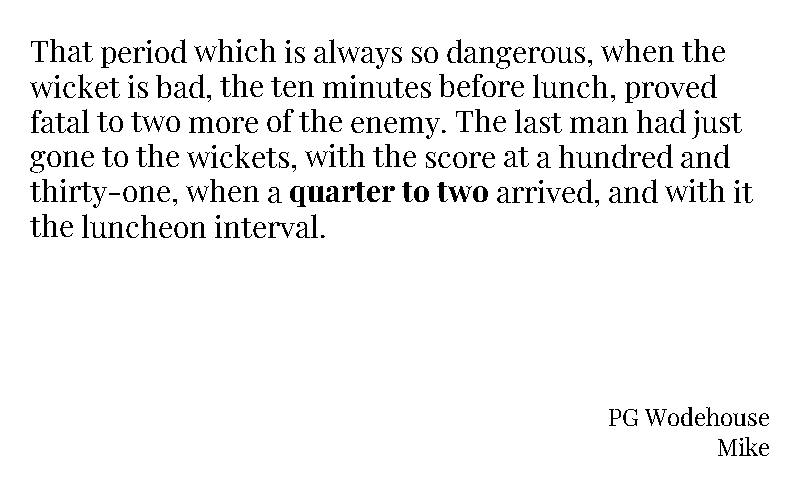 That period which is always so dangerous, when the
wicket is bad, the ten minutes before lunch, proved
fatal to two more of the enemy. The last man had just
gone to the wickets, with the score at a hundred and
thirty-one, when a quarter to two arrived, and with it
the luncheon interval.
PG Wodehouse
Mike